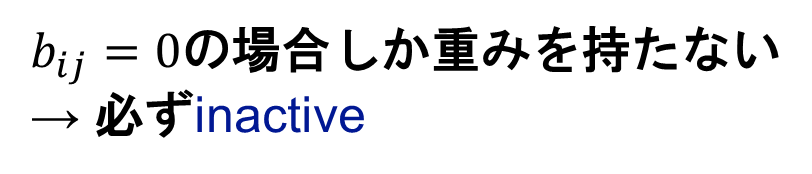 b_{ij} = 0の場合しか重みを持たない
→ 必ずinactive